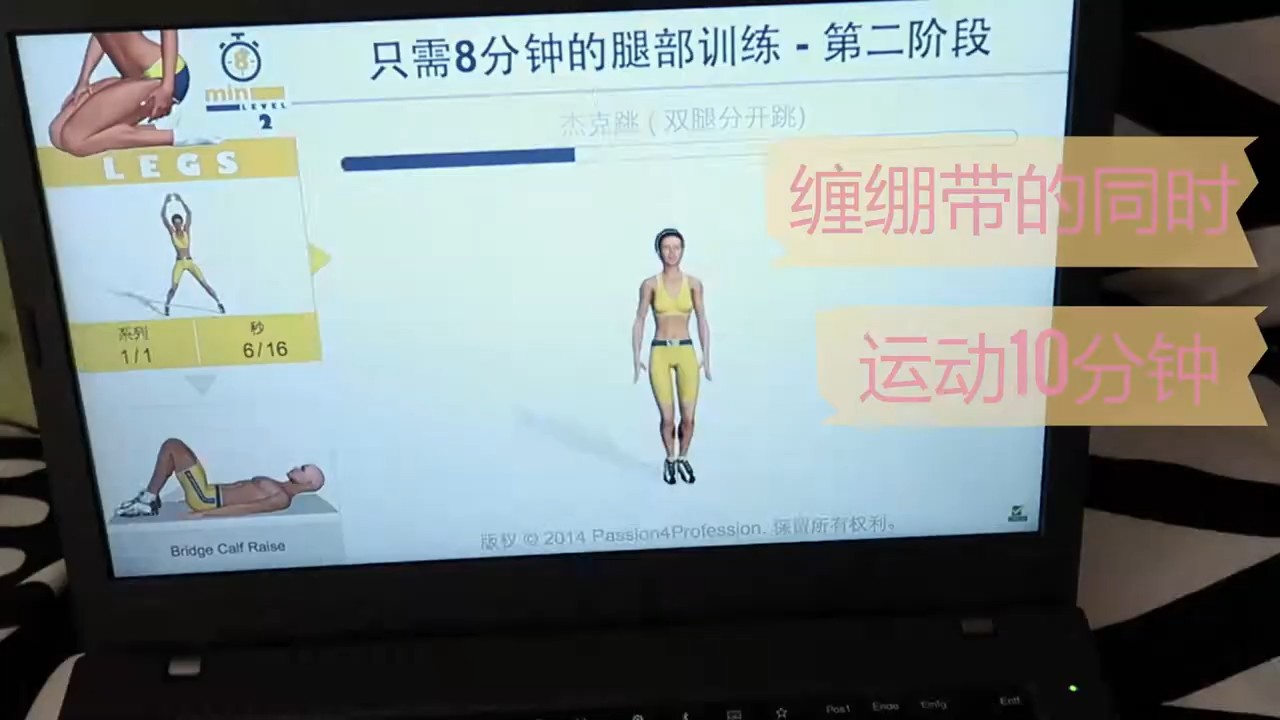 只需8分钟的腿部训练 - 第二阶段
8
min
LEVEL
2
杰克跳 ( 双腿分开跳)
LEGS
缠绷带的同时
运动10分钟
系列
1/1
秒
6/16
Bridge Calf Raise
版权 © 2014 Passion4Profession. 保留所有权利。
Pos1
Ende
Einfg
Entf